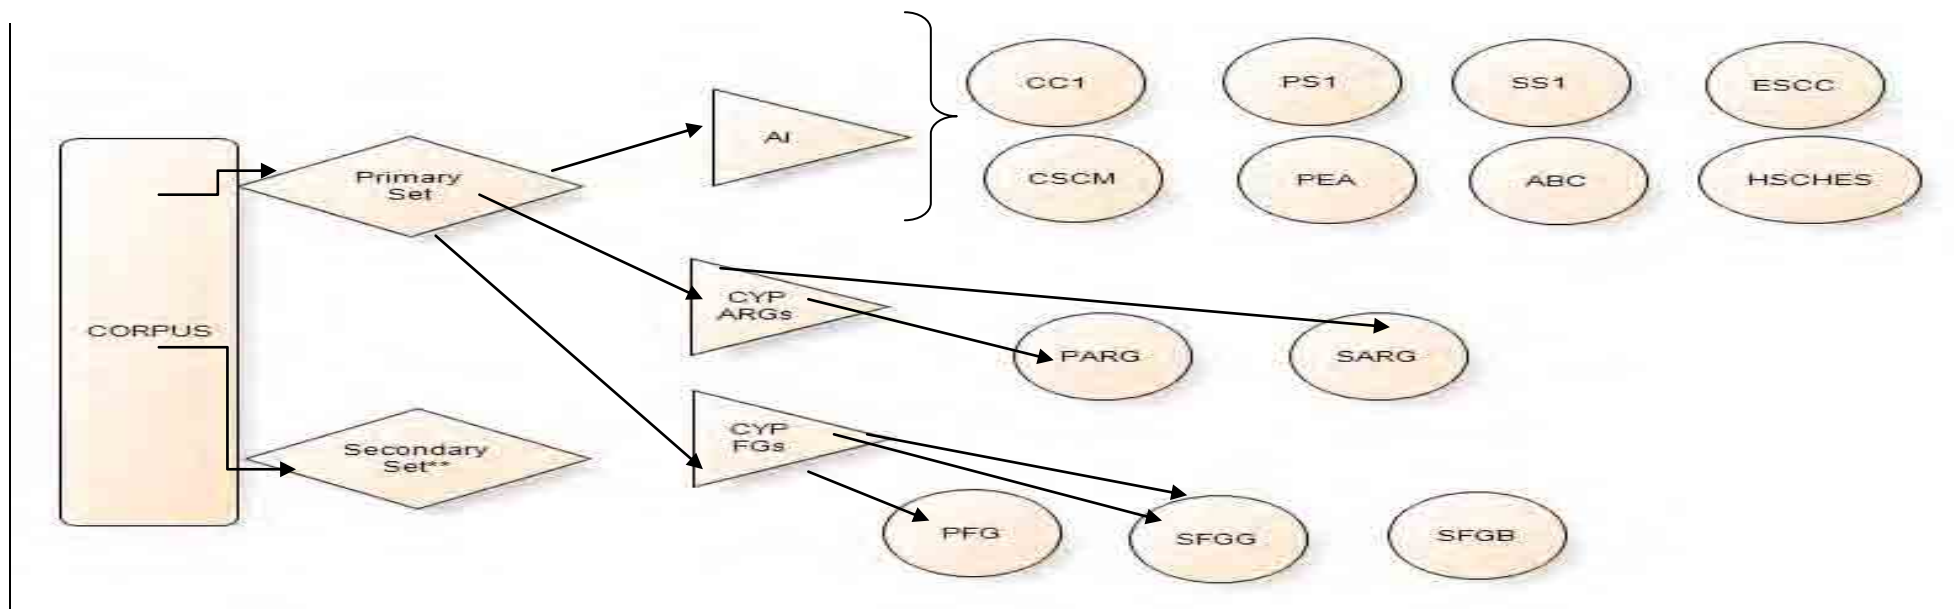 CC1
PS1
SS1
ESCC
AI
CSCM
PEA
ABC
HSCHES
Primary
Set
CORPUS
CYP
ARGs
PARG
SARG
Secondary
Set**
CYP
FGs
PFG
SFGG
SFGB